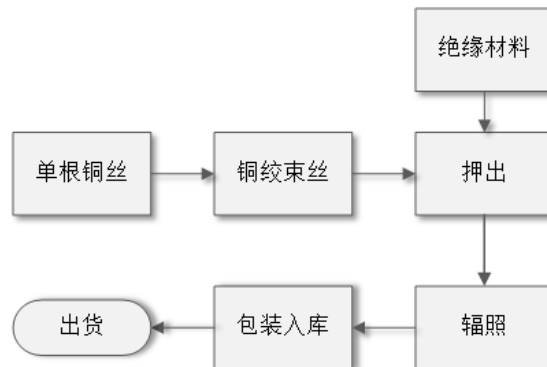 绝缘材料
单根铜丝
铜绞束丝
押出
出货
包装入库
辐照